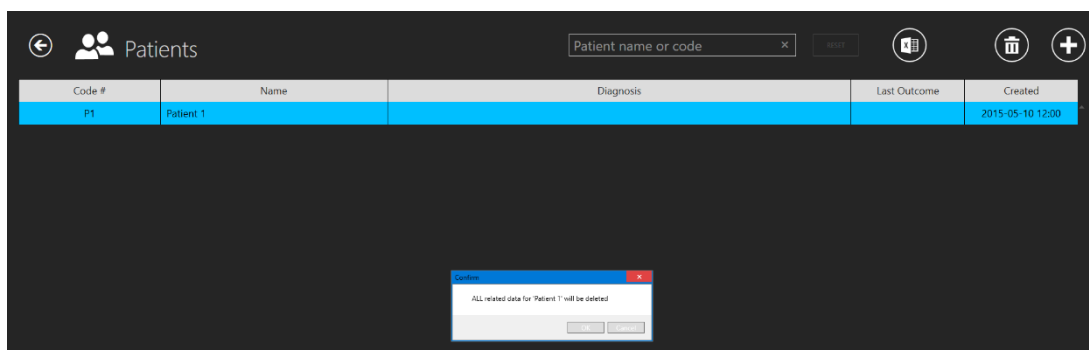 Patients
Patient name or code
RESET
Code # Name Diagnosis Last Outcome Created
P1 Patient 1 2015-05-10 12:00
Confirm
ALL related data for 'Patient 1' will be deleted
OK Cancel